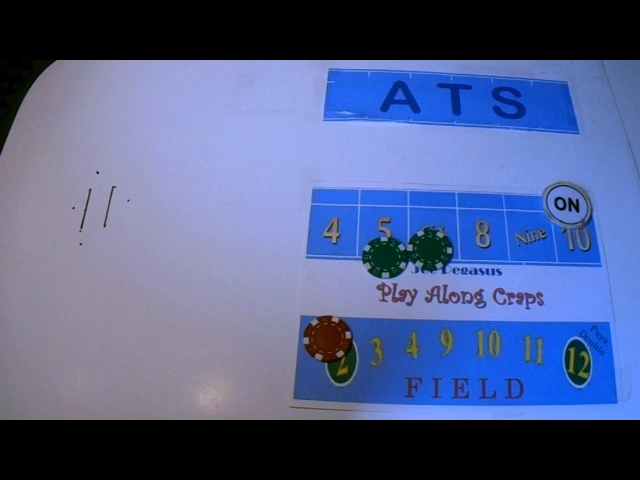 ATS
ON
4 5 8 Nine 10
Joe Pegasus
Play Along Craps
Pays Double
2 3 4 9 10 11 12
FIELD